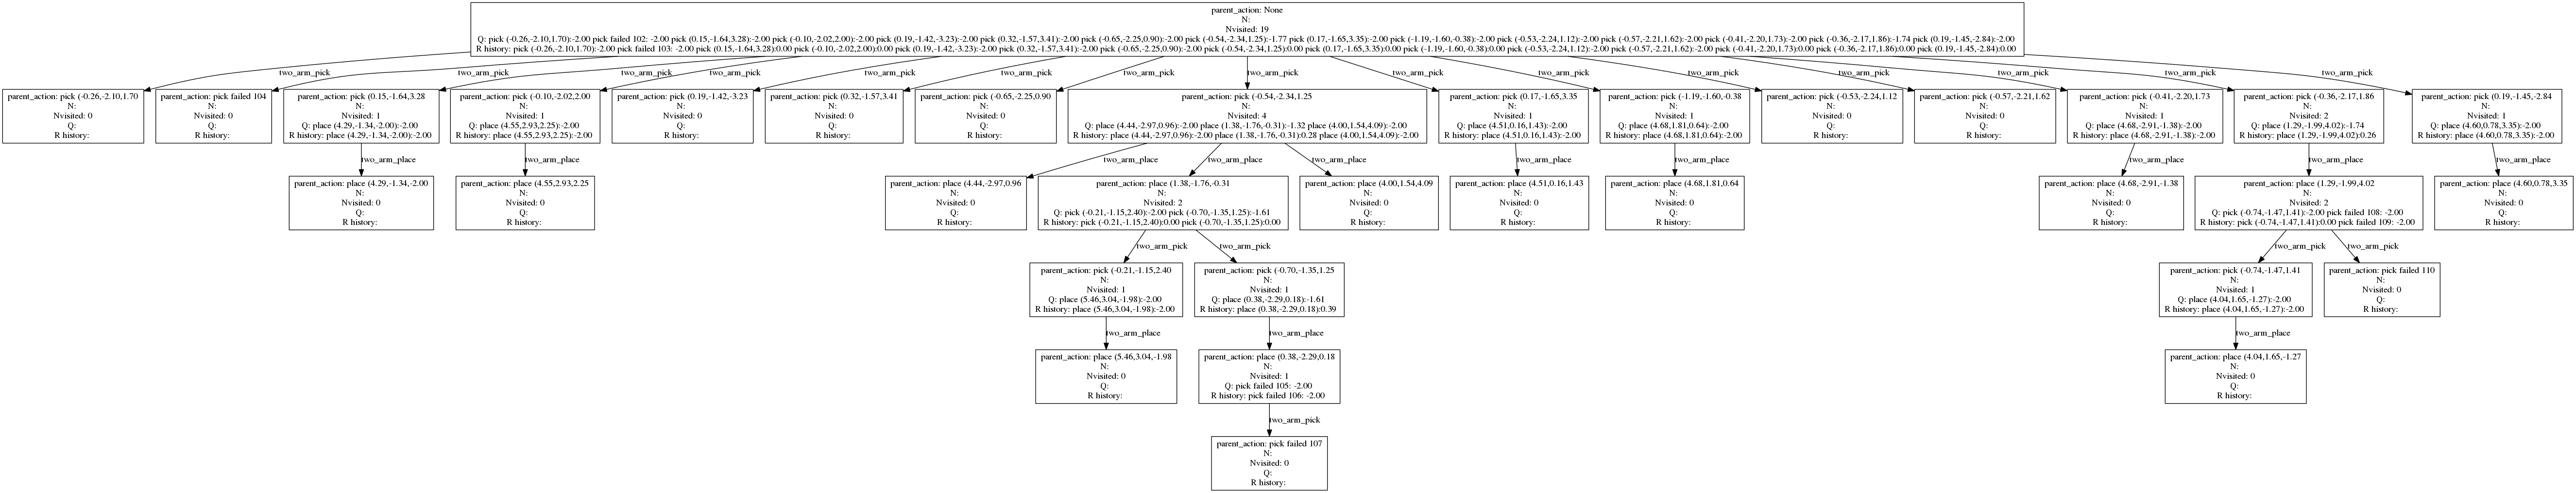 parent_action: None
N:
Nvisited: 19
Q: pick (-0.26,-2.10,1.70):-2.00 pick failed 102: -2.00 pick (0.15,-1.64,3.28):-2.00 pick (-0.10,-2.02,2.00):-2.00 pick (0.19,-1.42,-3.23):-2.00 pick (0.32,-1.57,3.41):-2.00 pick (-0.65,-2.25,0.90):-2.00 pick (-0.54,-2.34,1.25):-1.77 pick (0.17,-1.65,3.35):-2.00 pick (-1.19,-1.60,-0.38):-2.00 pick (-0.53,-2.24,1.12):-2.00 pick (-0.57,-2.21,1.62):-2.00 pick (-0.41,-2.20,1.73):-2.00 pick (-0.36,-2.17,1.86):-1.74 pick (0.19,-1.45,-2.84):-2.00
R history: pick (-0.26,-2.10,1.70):-2.00 pick failed 103: -2.00 pick (0.15,-1.64,3.28):0.00 pick (-0.10,-2.02,2.00):0.00 pick (0.19,-1.42,-3.23):-2.00 pick (0.32,-1.57,3.41):-2.00 pick (-0.65,-2.25,0.90):-2.00 pick (-0.54,-2.34,1.25):0.00 pick (0.17,-1.65,3.35):0.00 pick (-1.19,-1.60,-0.38):0.00 pick (-0.53,-2.24,1.12):-2.00 pick (-0.57,-2.21,1.62):-2.00 pick (-0.41,-2.20,1.73):0.00 pick (-0.36,-2.17,1.86):0.00 pick (0.19,-1.45,-2.84):0.00
two_arm_pick two_arm_pick two_arm_pick two_arm_pick two_arm_pick two_arm_pick two_arm_pick two_arm_pick two_arm_pick two_arm_pick two_arm_pick two_arm_pick two_arm_pick two_arm_pick two_arm_pick
parent_action: pick (-0.26,-2.10,1.70
N:
Nvisited: 0
Q:
R history:
parent_action: pick failed 104
N:
Nvisited: 0
Q:
R history:
parent_action: pick (0.15,-1.64,3.28
N:
Nvisited: 1
Q: place (4.29,-1.34,-2.00):-2.00
R history: place (4.29,-1.34,-2.00):-2.00
parent_action: pick (-0.10,-2.02,2.00
N:
Nvisited: 1
Q: place (4.55,2.93,2.25):-2.00
R history: place (4.55,2.93,2.25):-2.00
parent_action: pick (0.19,-1.42,-3.23
N:
Nvisited: 0
Q:
R history:
parent_action: pick (0.32,-1.57,3.41
N:
Nvisited: 0
Q:
R history:
parent_action: pick (-0.65,-2.25,0.90
N:
Nvisited: 0
Q:
R history:
parent_action: pick (-0.54,-2.34,1.25
N:
Nvisited: 4
Q: place (4.44,-2.97,0.96):-2.00 place (1.38,-1.76,-0.31):-1.32 place (4.00,1.54,4.09):-2.00
R history: place (4.44,-2.97,0.96):-2.00 place (1.38,-1.76,-0.31):0.28 place (4.00,1.54,4.09):-2.00
parent_action: pick (0.17,-1.65,3.35
N:
Nvisited: 1
Q: place (4.51,0.16,1.43):-2.00
R history: place (4.51,0.16,1.43):-2.00
parent_action: pick (-1.19,-1.60,-0.38
N:
Nvisited: 1
Q: place (4.68,1.81,0.64):-2.00
R history: place (4.68,1.81,0.64):-2.00
parent_action: pick (-0.53,-2.24,1.12
N:
Nvisited: 0
Q:
R history:
parent_action: pick (-0.57,-2.21,1.62
N:
Nvisited: 0
Q:
R history:
parent_action: pick (-0.41,-2.20,1.73
N:
Nvisited: 1
Q: place (4.68,-2.91,-1.38):-2.00
R history: place (4.68,-2.91,-1.38):-2.00
parent_action: pick (-0.36,-2.17,1.86
N:
Nvisited: 2
Q: place (1.29,-1.99,4.02):-1.74
R history: place (1.29,-1.99,4.02):0.26
parent_action: pick (0.19,-1.45,-2.84
N:
Nvisited: 1
Q: place (4.60,0.78,3.35):-2.00
R history: place (4.60,0.78,3.35):-2.00
two_arm_place two_arm_place two_arm_place two_arm_place two_arm_place two_arm_place two_arm_place two_arm_place two_arm_place two_arm_place
parent_action: place (4.29,-1.34,-2.00
N:
Nvisited: 0
Q:
R history:
parent_action: place (4.55,2.93,2.25
N:
Nvisited: 0
Q:
R history:
parent_action: place (4.44,-2.97,0.96
N:
Nvisited: 0
Q:
R history:
parent_action: place (1.38,-1.76,-0.31
N:
Nvisited: 2
Q: pick (-0.21,-1.15,2.40):-2.00 pick (-0.70,-1.35,1.25):-1.61
R history: pick (-0.21,-1.15,2.40):0.00 pick (-0.70,-1.35,1.25):0.00
parent_action: place (4.00,1.54,4.09
N:
Nvisited: 0
Q:
R history:
parent_action: place (4.51,0.16,1.43
N:
Nvisited: 0
Q:
R history:
parent_action: place (4.68,1.81,0.64
N:
Nvisited: 0
Q:
R history:
parent_action: place (4.68,-2.91,-1.38
N:
Nvisited: 0
Q:
R history:
parent_action: place (1.29,-1.99,4.02
N:
Nvisited: 2
Q: pick (-0.74,-1.47,1.41):-2.00 pick failed 108: -2.00
R history: pick (-0.74,-1.47,1.41):0.00 pick failed 109: -2.00
parent_action: place (4.60,0.78,3.35
N:
Nvisited: 0
Q:
R history:
two_arm_pick two_arm_pick two_arm_pick two_arm_pick
parent_action: pick (-0.21,-1.15,2.40
N:
Nvisited: 1
Q: place (5.46,3.04,-1.98):-2.00
R history: place (5.46,3.04,-1.98):-2.00
parent_action: pick (-0.70,-1.35,1.25
N:
Nvisited: 1
Q: place (0.38,-2.29,0.18):-1.61
R history: place (0.38,-2.29,0.18):0.39
parent_action: pick (-0.74,-1.47,1.41
N:
Nvisited: 1
Q: place (4.04,1.65,-1.27):-2.00
R history: place (4.04,1.65,-1.27):-2.00
parent_action: pick failed 110
N:
Nvisited: 0
Q:
R history:
two_arm_place two_arm_place two_arm_place
parent_action: place (5.46,3.04,-1.98
N:
Nvisited: 0
Q:
R history:
parent_action: place (0.38,-2.29,0.18
N:
Nvisited: 1
Q: pick failed 105: -2.00
R history: pick failed 106: -2.00
parent_action: place (4.04,1.65,-1.27
N:
Nvisited: 0
Q:
R history:
two_arm_pick
parent_action: pick failed 107
N:
Nvisited: 0
Q:
R history: